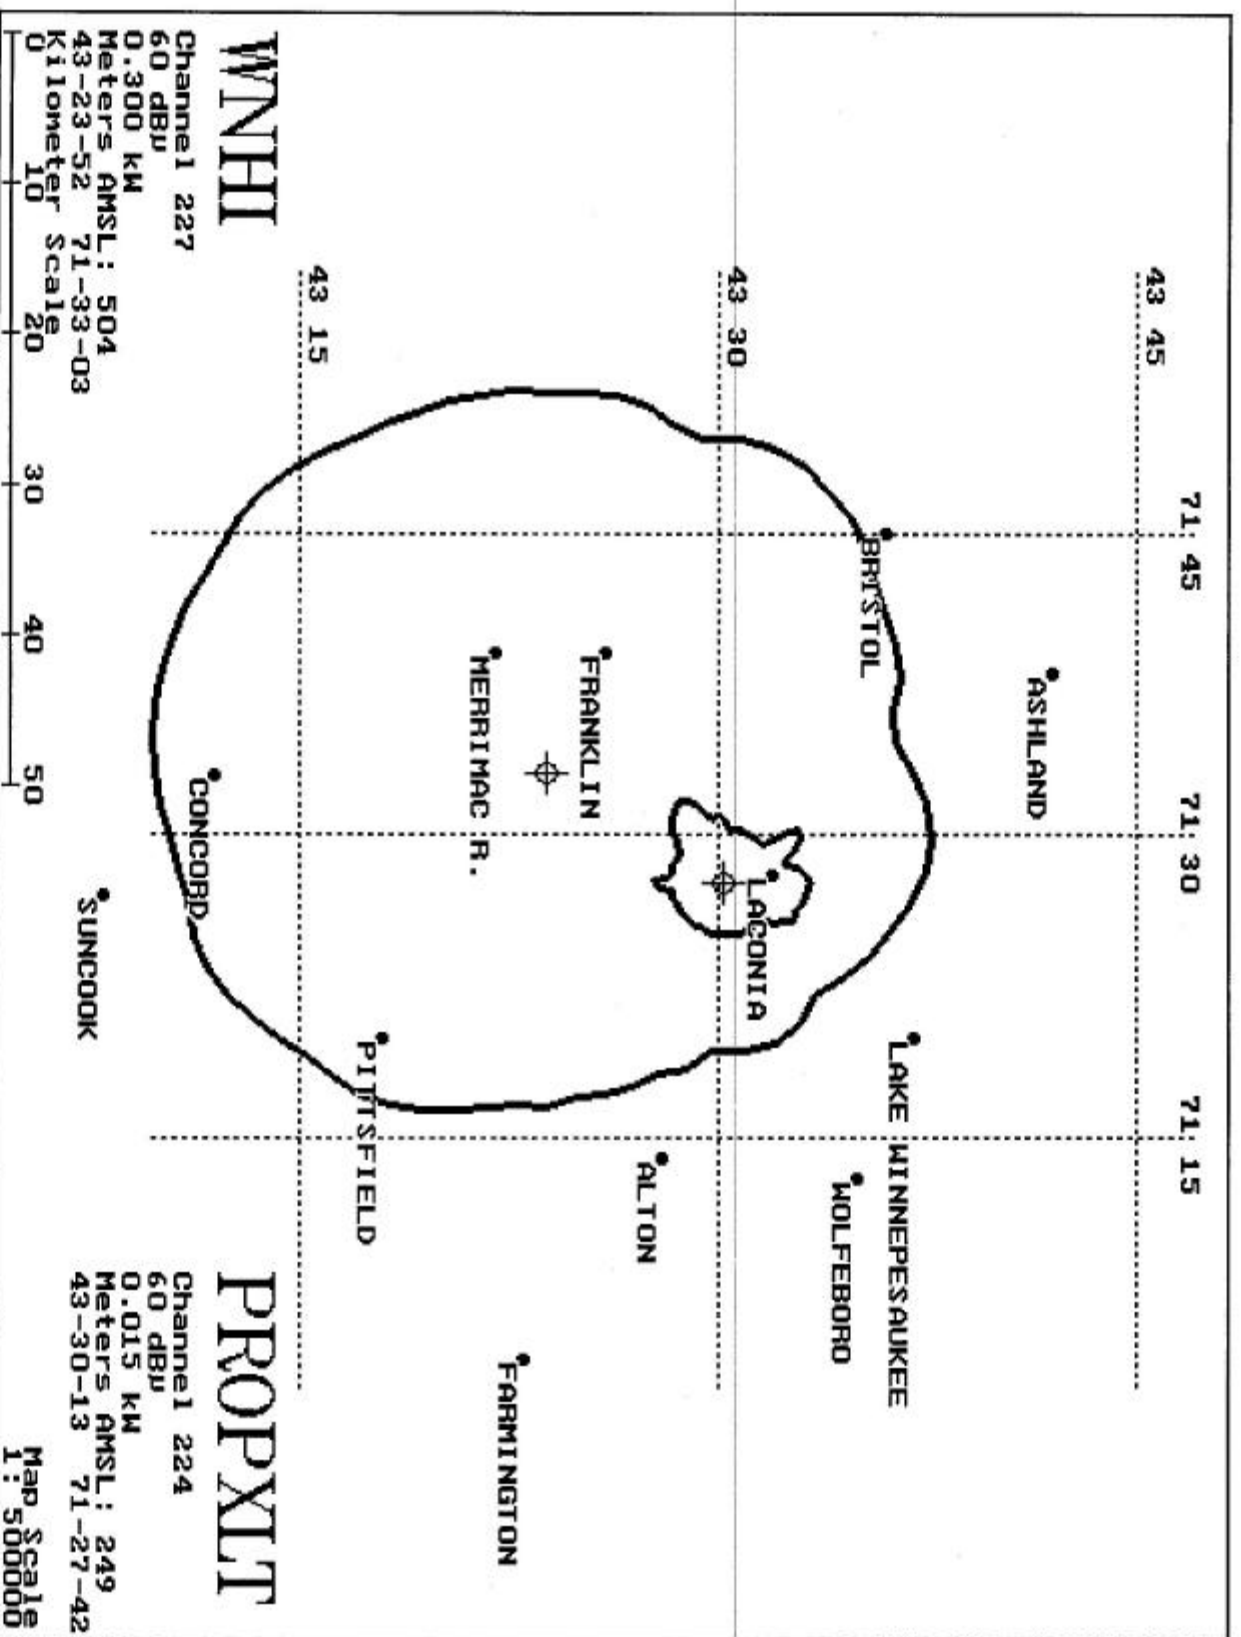 71 45
71 30
71 15
43 45
ASHLAND
LAKE WINNEPESAUKEE
BRISTOL
WOLFEBORO
LACONIA
43 30
ALTON
FRANKLIN
FARMINGTON
MERRIMAC R.
PITTSFIELD
43 15
CONCORD
SUNCOOK
WNHI
Channel 227
60 dBµ
0.300 kW
Meters AMSL: 504
43-23-52 71-33-03
Kilometer Scale
0 10 20 30 40 50
PROPXLT
Channel 224
60 dBµ
0.015 kW
Meters AMSL: 249
43-30-13 71-27-42
Map Scale
1: 500000